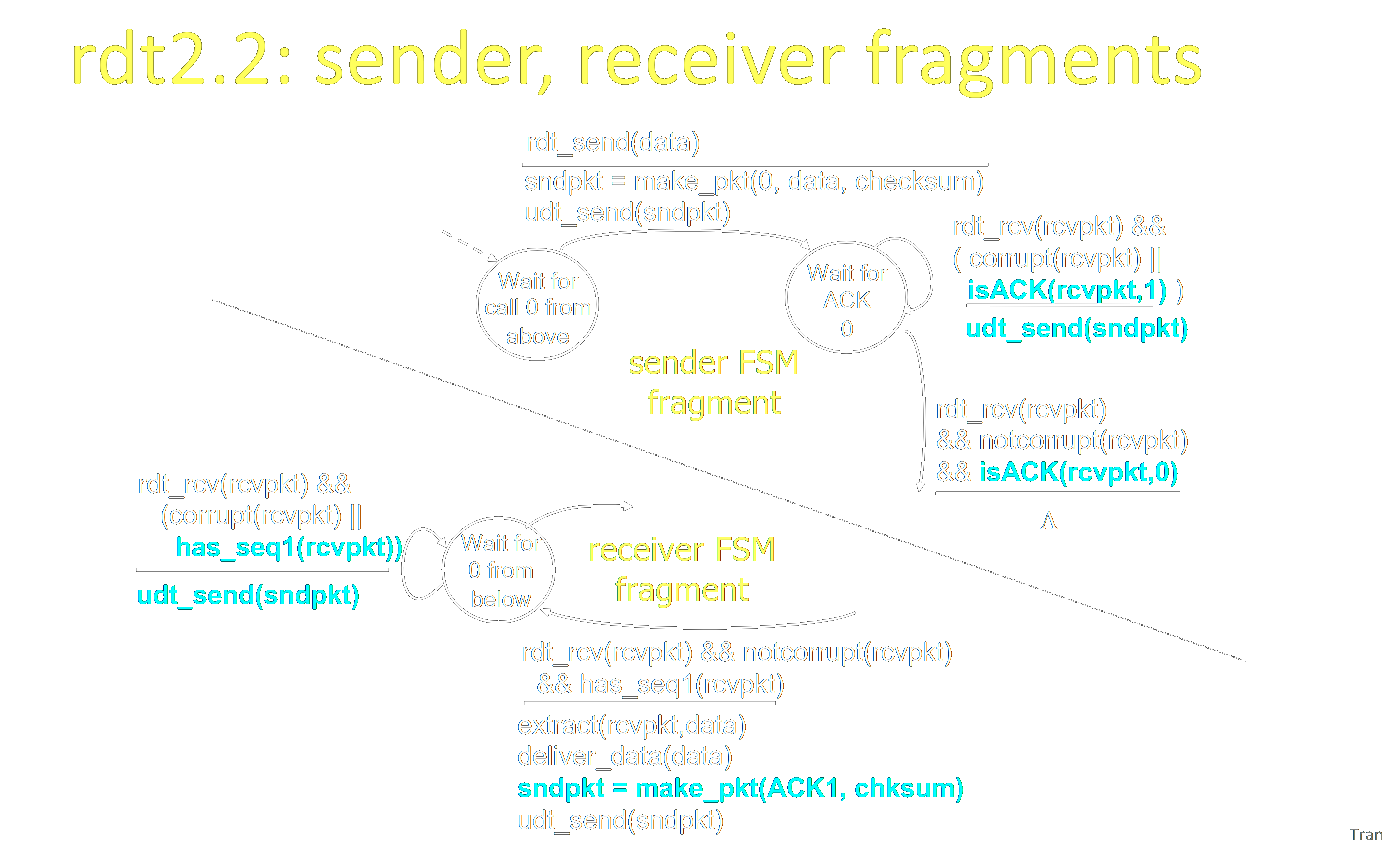 rdt2.2: sender, receiver fragments
rdt_send(data)
sndpkt = make_pkt(0, data, checksum)
udt_send(sndpkt)
Wait for
call 0 from
above
Wait for
ACK
0
rdt_rcv(rcvpkt) &&
( corrupt(rcvpkt) ||
isACK(rcvpkt,1) )
udt_send(sndpkt)
sender FSM
fragment
rdt_rcv(rcvpkt)
&& notcorrupt(rcvpkt)
&& isACK(rcvpkt,0)
Λ
rdt_rcv(rcvpkt) &&
(corrupt(rcvpkt) ||
has_seq1(rcvpkt))
udt_send(sndpkt)
Wait for
0 from
below
receiver FSM
fragment
rdt_rcv(rcvpkt) && notcorrupt(rcvpkt)
&& has_seq1(rcvpkt)
extract(rcvpkt,data)
deliver_data(data)
sndpkt = make_pkt(ACK1, chksum)
udt_send(sndpkt)
Tran